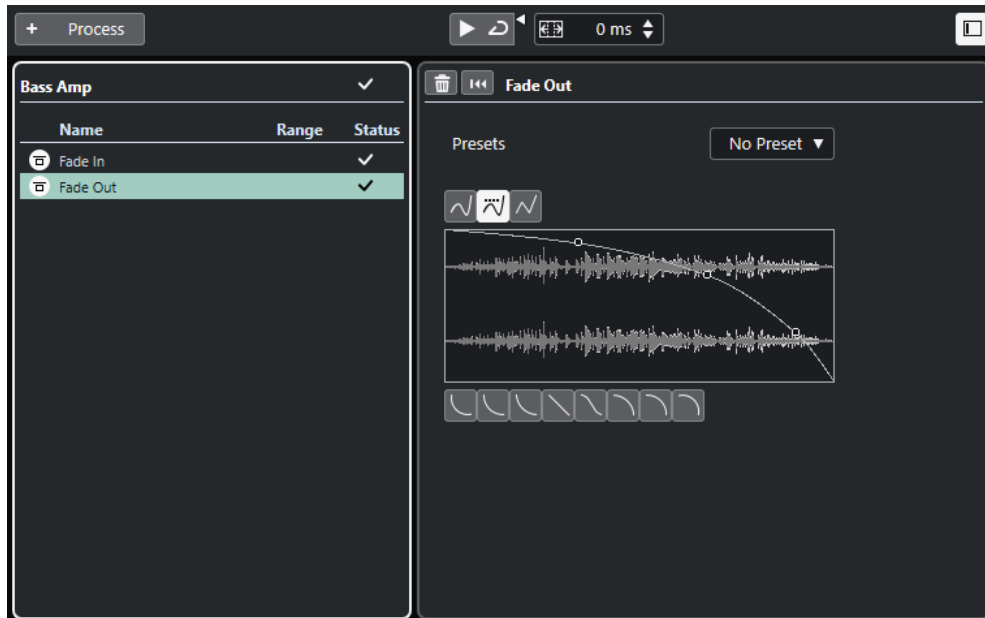 + Process
0 ms
Bass Amp
Name Range Status
Fade In
Fade Out
Fade Out
Presets
No Preset